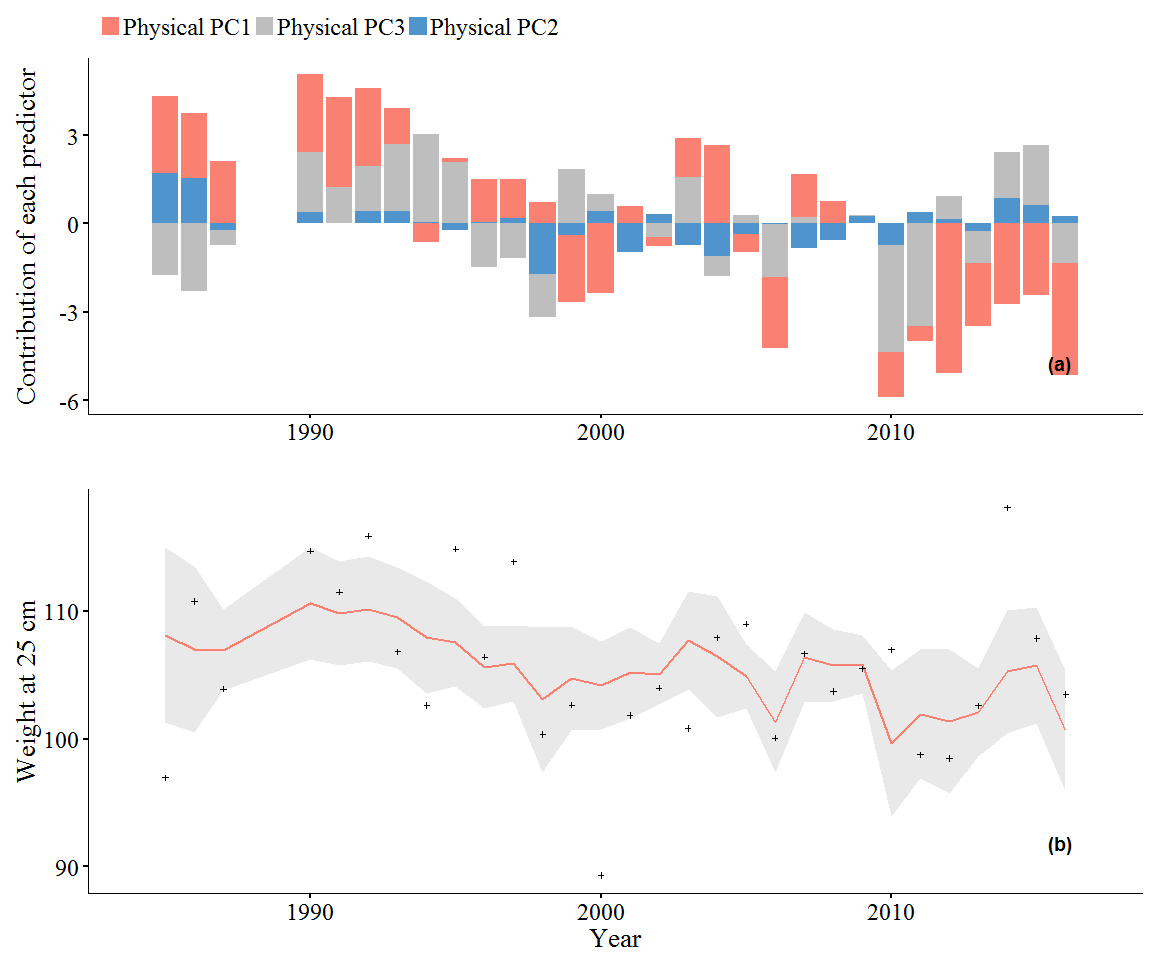 Physical PC1 Physical PC3 Physical PC2
Contribution of each predictor
3
0
-3
-6
(a)
1990 2000 2010
Weight at 25 cm
110
100
90
(b)
1990 2000 2010
Year